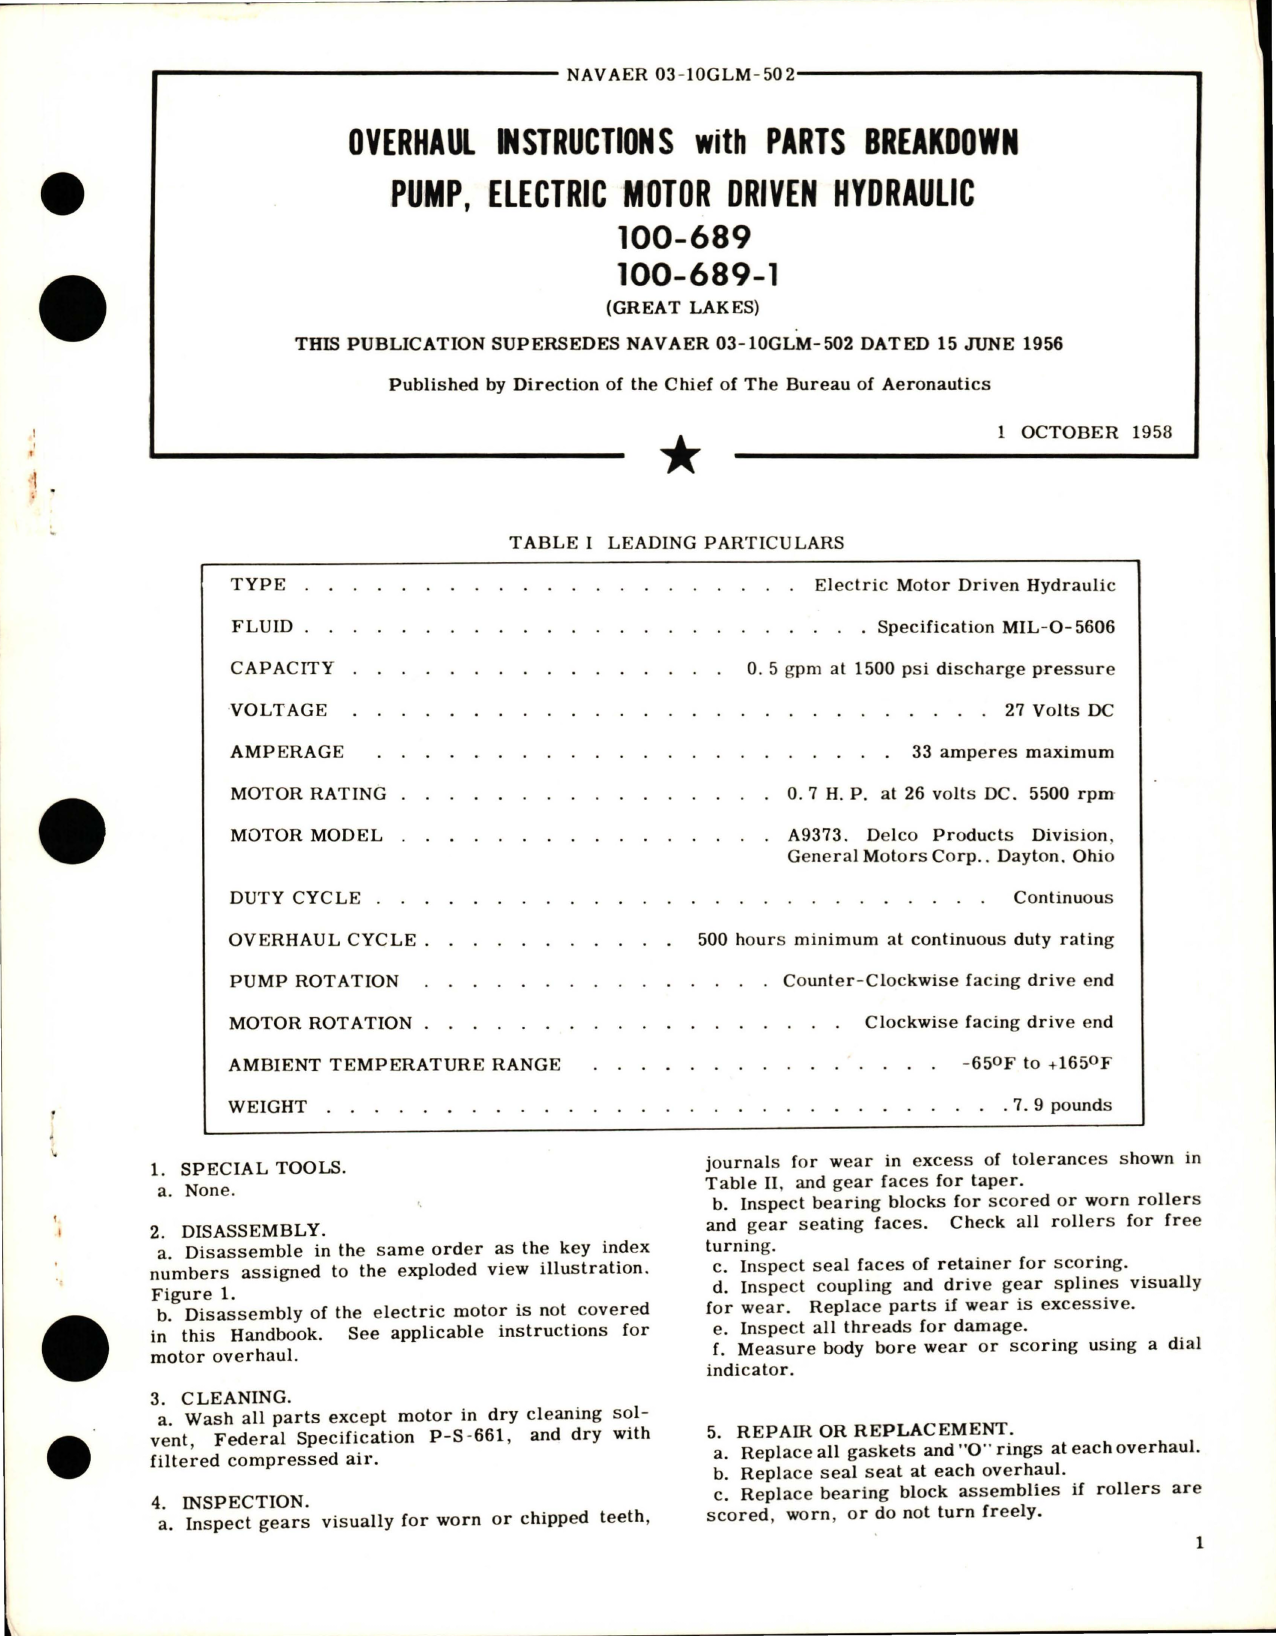 NAVAER 03-10GLM-502
OVERHAUL INSTRUCTIONS with PARTS BREAKDOWN
PUMP, ELECTRIC MOTOR DRIVEN HYDRAULIC
100-689
100-689-1
(GREAT LAKES)
THIS PUBLICATION SUPERSEDES NAVAER 03-10GLM-502 DATED 15 JUNE 1956
Published by Direction of the Chief of The Bureau of Aeronautics
1 OCTOBER 1958
TABLE I LEADING PARTICULARS
TYPE . . . . . . . . . . . . . . . . . . . . . Electric Motor Driven Hydraulic
FLUID . . . . . . . . . . . . . . . . . . . . . . . . Specification MIL-O-5606
CAPACITY . . . . . . . . . . . . . . . . 0.5 gpm at 1500 psi discharge pressure
VOLTAGE . . . . . . . . . . . . . . . . . . . . . . . . . . . 27 Volts DC
AMPERAGE . . . . . . . . . . . . . . . . . . . . . . 33 amperes maximum
MOTOR RATING . . . . . . . . . . . . . . . . 0.7 H.P. at 26 volts DC. 5500 rpm
MOTOR MODEL . . . . . . . . . . . . . . . . A9373. Delco Products Division,
General Motors Corp.. Dayton. Ohio
DUTY CYCLE . . . . . . . . . . . . . . . . . . . . . . . . . . Continuous
OVERHAUL CYCLE . . . . . . . . . . . 500 hours minimum at continuous duty rating
PUMP ROTATION . . . . . . . . . . . . . . . Counter-Clockwise facing drive end
MOTOR ROTATION . . . . . . . . . . . . . . . . . . Clockwise facing drive end
AMBIENT TEMPERATURE RANGE . . . . . . . . . . . . . . . -65ºF to +165ºF
WEIGHT . . . . . . . . . . . . . . . . . . . . . . . . . . . . . 7.9 pounds
1. SPECIAL TOOLS.
a. None.
2. DISASSEMBLY.
a. Disassemble in the same order as the key index
numbers assigned to the exploded view illustration.
Figure 1.
b. Disassembly of the electric motor is not covered
in this Handbook. See applicable instructions for
motor overhaul.
3. CLEANING.
a. Wash all parts except motor in dry cleaning sol-
vent, Federal Specification P-S-661, and dry with
filtered compressed air.
4. INSPECTION.
a. Inspect gears visually for worn or chipped teeth,
journals for wear in excess of tolerances shown in
Table II, and gear faces for taper.
b. Inspect bearing blocks for scored or worn rollers
and gear seating faces. Check all rollers for free
turning.
c. Inspect seal faces of retainer for scoring.
d. Inspect coupling and drive gear splines visually
for wear. Replace parts if wear is excessive.
e. Inspect all threads for damage.
f. Measure body bore wear or scoring using a dial
indicator.
5. REPAIR OR REPLACEMENT.
a. Replace all gaskets and "O" rings at each overhaul.
b. Replace seal seat at each overhaul.
c. Replace bearing block assemblies if rollers are
scored, worn, or do not turn freely.
1